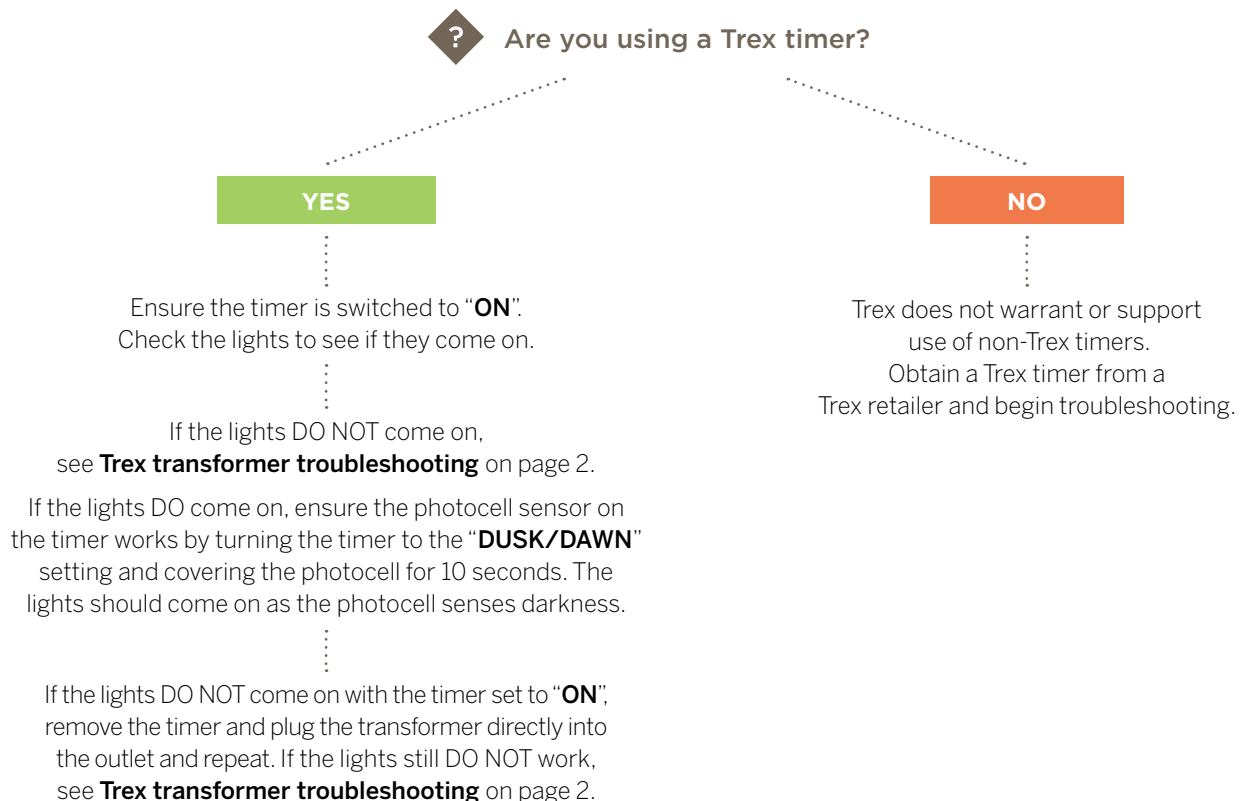 ?
Are you using a Trex timer?
YES
Ensure the timer is switched to “ON”.
Check the lights to see if they come on.
If the lights DO NOT come on,
see Trex transformer troubleshooting on page 2.
If the lights DO come on, ensure the photocell sensor on
the timer works by turning the timer to the “DUSK/DAWN”
setting and covering the photocell for 10 seconds. The
lights should come on as the photocell senses darkness.
If the lights DO NOT come on with the timer set to “ON”,
remove the timer and plug the transformer directly into
the outlet and repeat. If the lights still DO NOT work,
see Trex transformer troubleshooting on page 2.
NO
Trex does not warrant or support
use of non-Trex timers.
Obtain a Trex timer from a
Trex retailer and begin troubleshooting.